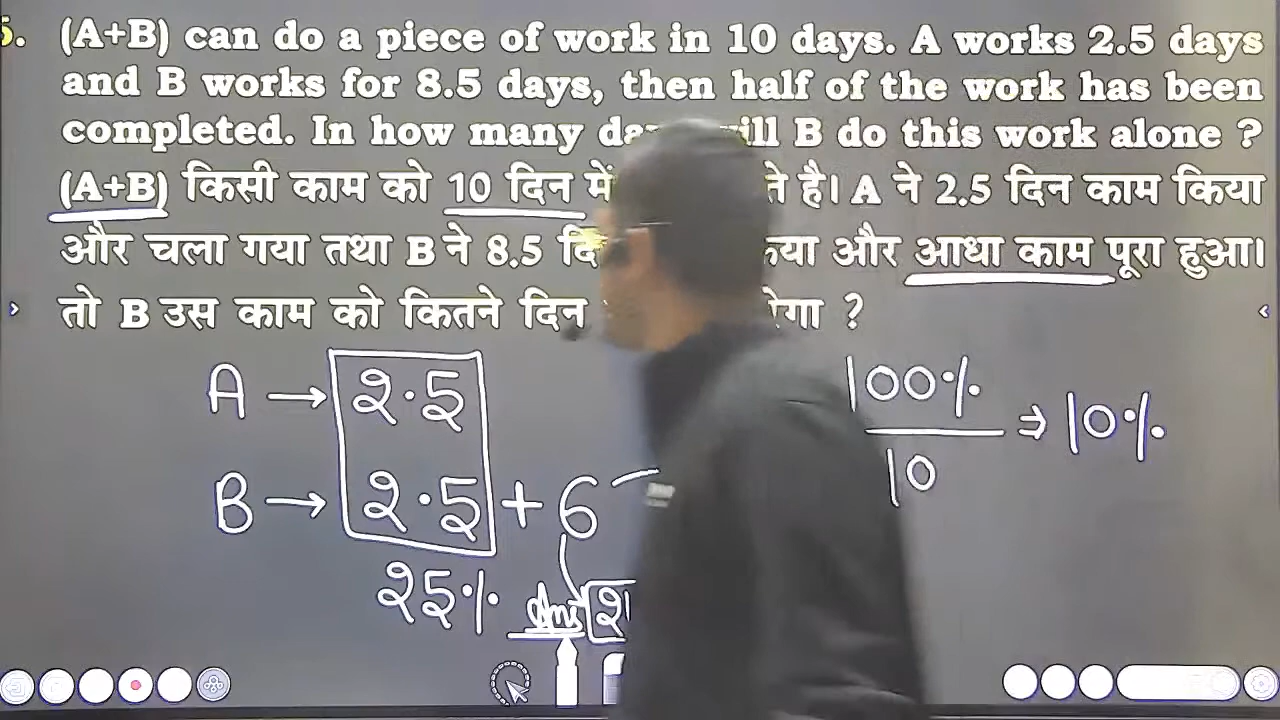 5. (A+B) can do a piece of work in 10 days. A works 2.5 days
and B works for 8.5 days, then half of the work has been
completed. In how many will B do this work alone ?
(A+B) किसी काम को 10 दिन में है। A ने 2.5 दिन काम किया
और चला गया तथा B ने 8.5 और आधा काम पूरा हुआ।
तो B उस काम को कितने दिन ?
A → 2.5
B → 2.5 + 6
25%
Ans
100%
10
⇒ 10%